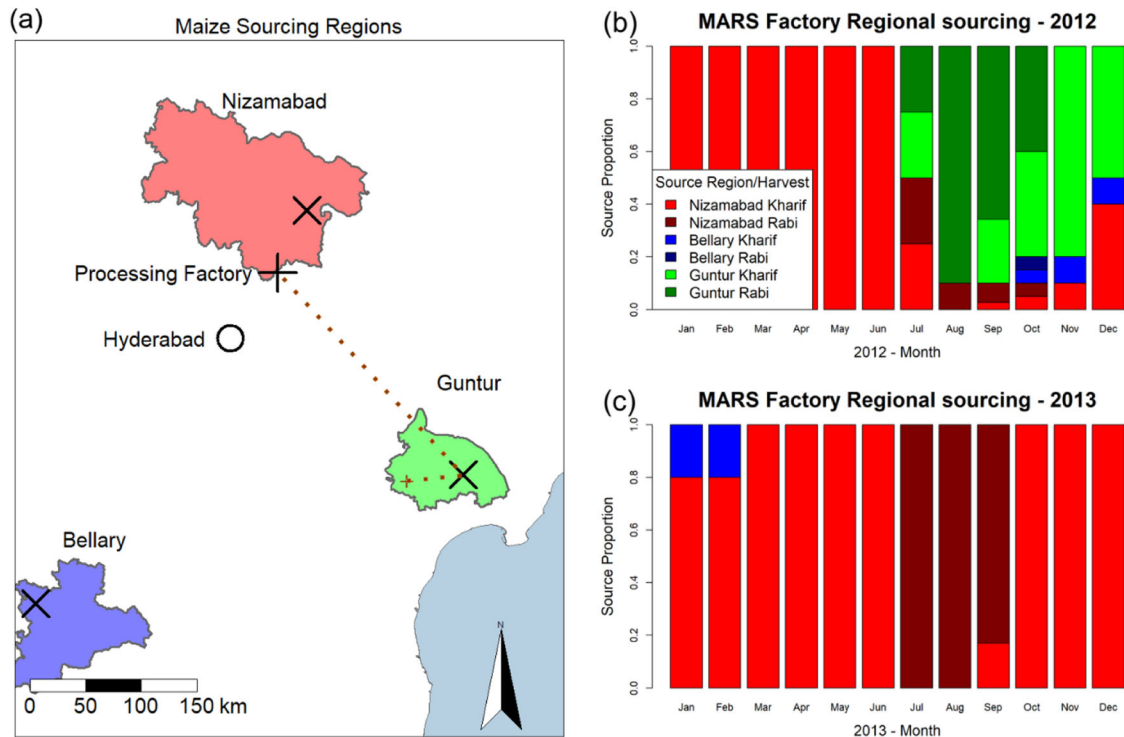 (a)
Maize Sourcing Regions
Nizamabad
Processing Factory
Hyderabad
Guntur
Bellary
0 50 100 150 km
N
(b)
MARS Factory Regional sourcing - 2012
Source Proportion
0.0 0.2 0.4 0.6 0.8 1.0
Source Region/Harvest
Nizamabad Kharif
Nizamabad Rabi
Bellary Kharif
Bellary Rabi
Guntur Kharif
Guntur Rabi
Jan Feb Mar Apr May Jun Jul Aug Sep Oct Nov Dec
2012 - Month
(c)
MARS Factory Regional sourcing - 2013
Source Proportion
0.0 0.2 0.4 0.6 0.8 1.0
Jan Feb Mar Apr May Jun Jul Aug Sep Oct Nov Dec
2013 - Month